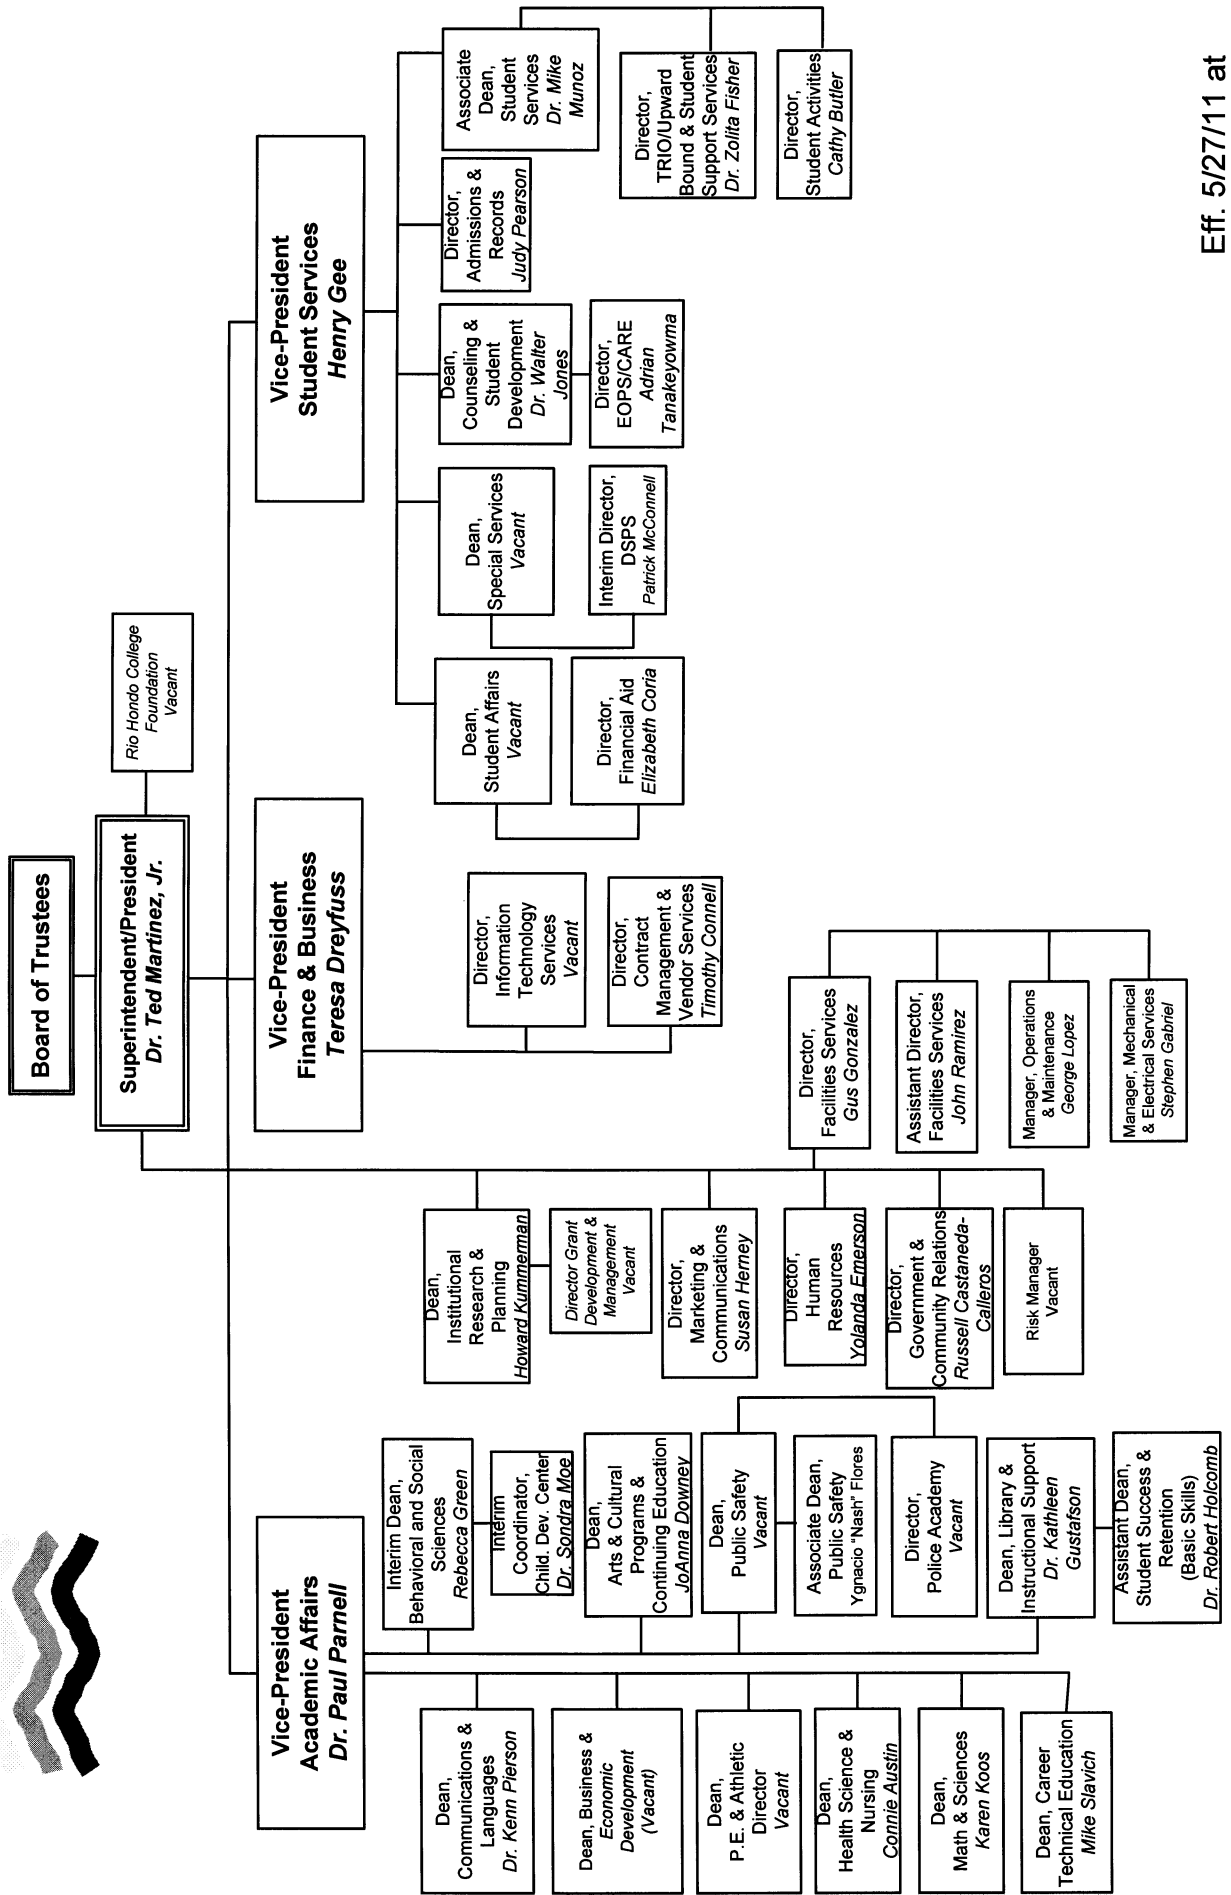 Board of Trustees
Superintendent/President
Dr. Ted Martinez, Jr.
Rio Hondo College
Foundation
Vacant
Vice-President
Academic Affairs
Dr. Paul Parnell
Vice-President
Finance & Business
Teresa Dreyfuss
Vice-President
Student Services
Henry Gee
Dean,
Communications &
Languages
Dr. Kenn Pierson
Dean, Business &
Economic
Development
(Vacant)
Dean,
P.E. & Athletic
Director
Vacant
Dean,
Health Science &
Nursing
Connie Austin
Dean,
Math & Sciences
Karen Koos
Dean, Career
Technical Education
Mike Slavich
Interim Dean,
Behavioral and Social
Sciences
Rebecca Green
Interim
Coordinator,
Child. Dev. Center
Dr. Sondra Moe
Dean,
Arts & Cultural
Programs &
Continuing Education
JoAnna Downey
Dean,
Public Safety
Vacant
Associate Dean,
Public Safety
Ygnacio "Nash" Flores
Director,
Police Academy
Vacant
Dean, Library &
Instructional Support
Dr. Kathleen
Gustafson
Assistant Dean,
Student Success &
Retention
(Basic Skills)
Dr. Robert Holcomb
Dean,
Institutional
Research &
Planning
Howard Kummerman
Director Grant
Development &
Management
Vacant
Director,
Marketing &
Communications
Susan Herney
Director,
Human
Resources
Yolanda Emerson
Director,
Government &
Community Relations
Russell Castaneda-
Calleros
Risk Manager
Vacant
Director,
Facilities Services
Gus Gonzalez
Assistant Director,
Facilities Services
John Ramirez
Manager, Operations
& Maintenance
George Lopez
Manager, Mechanical
& Electrical Services
Stephen Gabriel
Director,
Information
Technology
Services
Vacant
Director,
Contract
Management &
Vendor Services
Timothy Connell
Dean,
Student Affairs
Vacant
Director,
Financial Aid
Elizabeth Coria
Dean,
Special Services
Vacant
Interim Director,
DSPS
Patrick McConnell
Dean,
Counseling &
Student
Development
Dr. Walter
Jones
Director,
EOPS/CARE
Adrian
Tanakeyowma
Director,
Admissions &
Records
Judy Pearson
Associate
Dean,
Student
Services
Dr. Mike
Munoz
Director,
TRIO/Upward
Bound & Student
Support Services
Dr. Zolita Fisher
Director,
Student Activities
Cathy Butler
Eff. 5/27/11 at